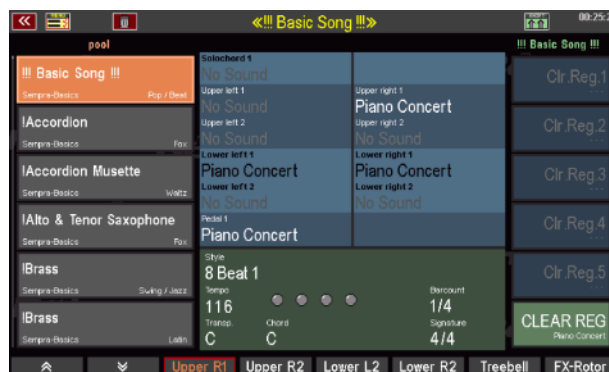 «!!! Basic Song !!!»
00:25:2
pool
!!! Basic Song !!!
!!! Basic Song !!!
Sempra-Basics Pop / Beat
!Accordion
Sempra-Basics Fox
!Accordion Musette
Sempra-Basics Waltz
!Alto & Tenor Saxophone
Sempra-Basics Fox
!Brass
Sempra-Basics Swing / Jazz
!Brass
Sempra-Basics Latin
Solochord 1
No Sound
Upper left 1 Upper right 1
No Sound Piano Concert
Upper left 2 Upper right 2
No Sound No Sound
Lower left 1 Lower right 1
Piano Concert Piano Concert
Lower left 2 Lower right 2
No Sound No Sound
Pedal 1
Piano Concert
Style
8 Beat 1
Tempo Barcount
116 1/4
Transp. Chord Signature
C C 4/4
Clr.Reg.1
Clr.Reg.2
Clr.Reg.3
Clr.Reg.4
Clr.Reg.5
CLEAR REG
Piano Concert
Upper R1 Upper R2 Lower L2 Lower R2 Treebell FX-Rotor